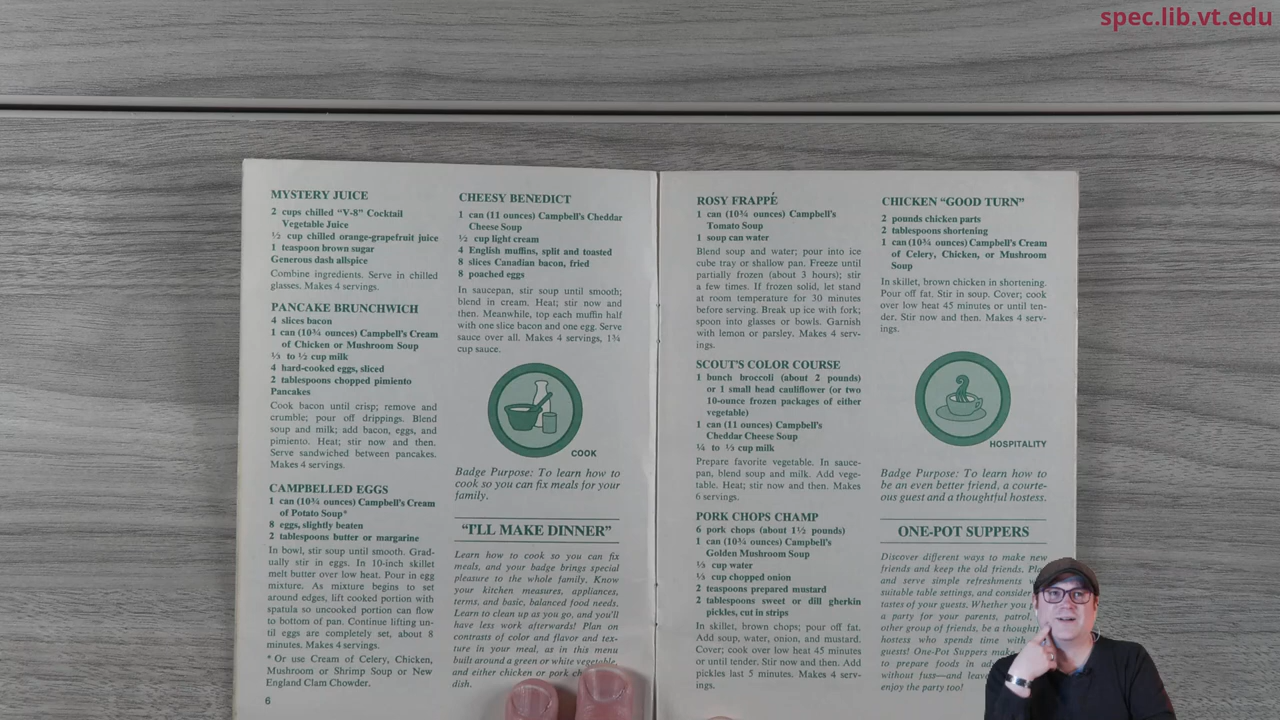 spec.lib.vt.edu
MYSTERY JUICE
2 cups chilled "V-8" Cocktail
Vegetable Juice
½ cup chilled orange-grapefruit juice
1 teaspoon brown sugar
Generous dash allspice
Combine ingredients. Serve in chilled
glasses. Makes 4 servings.
PANCAKE BRUNCHWICH
4 slices bacon
1 can (10¾ ounces) Campbell's Cream
of Chicken or Mushroom Soup
⅓ to ½ cup milk
4 hard-cooked eggs, sliced
2 tablespoons chopped pimiento
Pancakes
Cook bacon until crisp; remove and
crumble; pour off drippings. Blend
soup and milk; add bacon, eggs, and
pimiento. Heat; stir now and then.
Serve sandwiched between pancakes.
Makes 4 servings.
CAMPBELLED EGGS
1 can (10¾ ounces) Campbell's Cream
of Potato Soup*
8 eggs, slightly beaten
2 tablespoons butter or margarine
In bowl, stir soup until smooth. Grad-
ually stir in eggs. In 10-inch skillet
melt butter over low heat. Pour in egg
mixture. As mixture begins to set
around edges, lift cooked portion with
spatula so uncooked portion can flow
to bottom of pan. Continue lifting un-
til eggs are completely set, about 8
minutes. Makes 4 servings.
* Or use Cream of Celery, Chicken,
Mushroom or Shrimp Soup or New
England Clam Chowder.
6
CHEESY BENEDICT
1 can (11 ounces) Campbell's Cheddar
Cheese Soup
½ cup light cream
4 English muffins, split and toasted
8 slices Canadian bacon, fried
8 poached eggs
In saucepan, stir soup until smooth;
blend in cream. Heat; stir now and
then. Meanwhile, top each muffin half
with one slice bacon and one egg. Serve
sauce over all. Makes 4 servings, 1¾
cup sauce.
COOK
Badge Purpose: To learn how to
cook so you can fix meals for your
family.
"I'LL MAKE DINNER"
Learn how to cook so you can fix
meals, and your badge brings special
pleasure to the whole family. Know
your kitchen measures, appliances,
terms, and basic, balanced food needs.
Learn to clean up as you go, and you'll
have less work afterwards! Plan on
contrasts of color and flavor and tex-
ture in your meal, as in this menu
built around a green or white vegetable,
and either chicken or pork
dish.
ROSY FRAPPÉ
1 can (10¾ ounces) Campbell's
Tomato Soup
1 soup can water
Blend soup and water; pour into ice
cube tray or shallow pan. Freeze until
partially frozen (about 3 hours); stir
a few times. If frozen solid, let stand
at room temperature for 30 minutes
before serving. Break up ice with fork;
spoon into glasses or bowls. Garnish
with lemon or parsley. Makes 4 serv-
ings.
SCOUT'S COLOR COURSE
1 bunch broccoli (about 2 pounds)
or 1 small head cauliflower (or two
10-ounce frozen packages of either
vegetable)
1 can (11 ounces) Campbell's
Cheddar Cheese Soup
¼ to ⅓ cup milk
Prepare favorite vegetable. In sauce-
pan, blend soup and milk. Add vege-
table. Heat; stir now and then. Makes
6 servings.
PORK CHOPS CHAMP
6 pork chops (about 1½ pounds)
1 can (10¾ ounces) Campbell's
Golden Mushroom Soup
⅓ cup water
⅓ cup chopped onion
2 teaspoons prepared mustard
2 tablespoons sweet or dill gherkin
pickles, cut in strips
In skillet, brown chops; pour off fat.
Add soup, water, onion, and mustard.
Cover; cook over low heat 45 minutes
or until tender. Stir now and then. Add
pickles last 5 minutes. Makes 4 serv-
ings.
CHICKEN "GOOD TURN"
2 pounds chicken parts
2 tablespoons shortening
1 can (10¾ ounces) Campbell's Cream
of Celery, Chicken, or Mushroom
Soup
In skillet, brown chicken in shortening.
Pour off fat. Stir in soup. Cover; cook
over low heat 45 minutes or until ten-
der. Stir now and then. Makes 4 serv-
ings.
HOSPITALITY
Badge Purpose: To learn how to
be an even better friend, a courte-
ous guest and a thoughtful hostess.
ONE-POT SUPPERS
Discover different ways to make new
friends and keep the old friends.
and serve simple refreshments
suitable table settings, and consider
tastes of your guests. Whether you
a party for your parents, patrol,
other group of friends, be a
hostess who spends time with
guests! One-Pot Suppers make
to prepare foods in
without fuss—and
enjoy the party too!